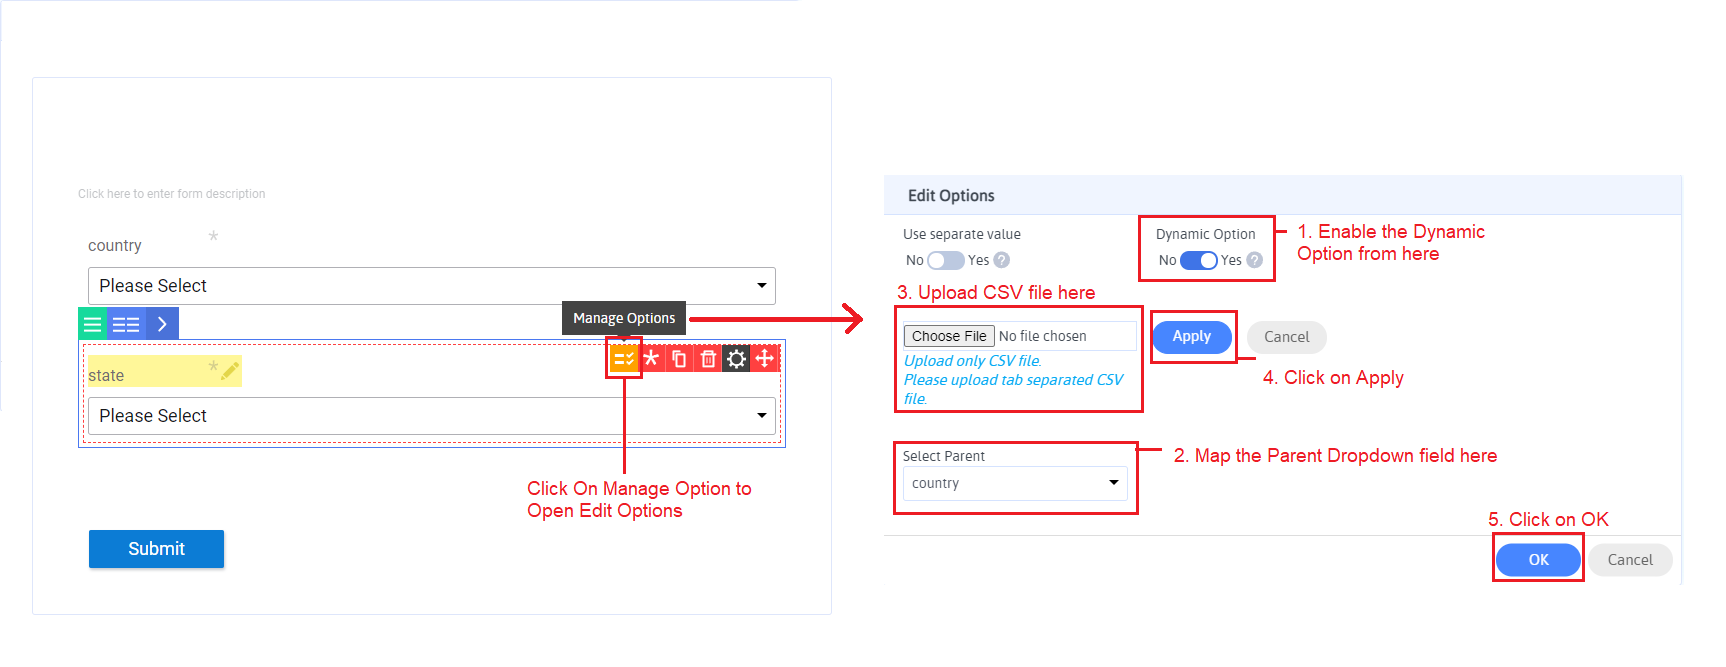 Click here to enter form description
country
*
Please Select
Manage Options
state
*
Please Select
Click On Manage Option to
Open Edit Options
Submit
Edit Options
Use separate value
No Yes ?
Dynamic Option
No Yes ?
1. Enable the Dynamic
Option from here
3. Upload CSV file here
Choose File No file chosen
Upload only CSV file.
Please upload tab separated CSV
file.
Apply
Cancel
4. Click on Apply
Select Parent
country
2. Map the Parent Dropdown field here
5. Click on OK
OK
Cancel